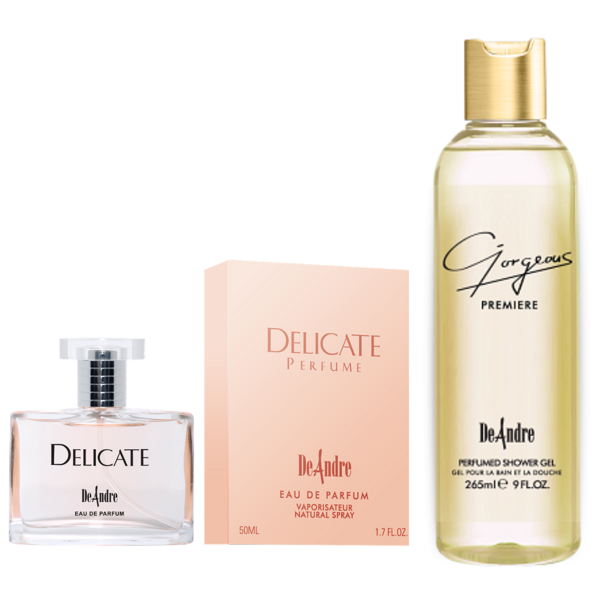 DELICATE
DeAndre
EAU DE PARFUM
DELICATE
PERFUME
DeAndre
EAU DE PARFUM
VAPORISATEUR
NATURAL SPRAY
50ML 1.7 FL.OZ.
Gorgeous
PREMIERE
DeAndre
PERFUMED SHOWER GEL
GEL POUR LA BAIN ET LA DOUCHE
265ml ℮ 9 FL.OZ.